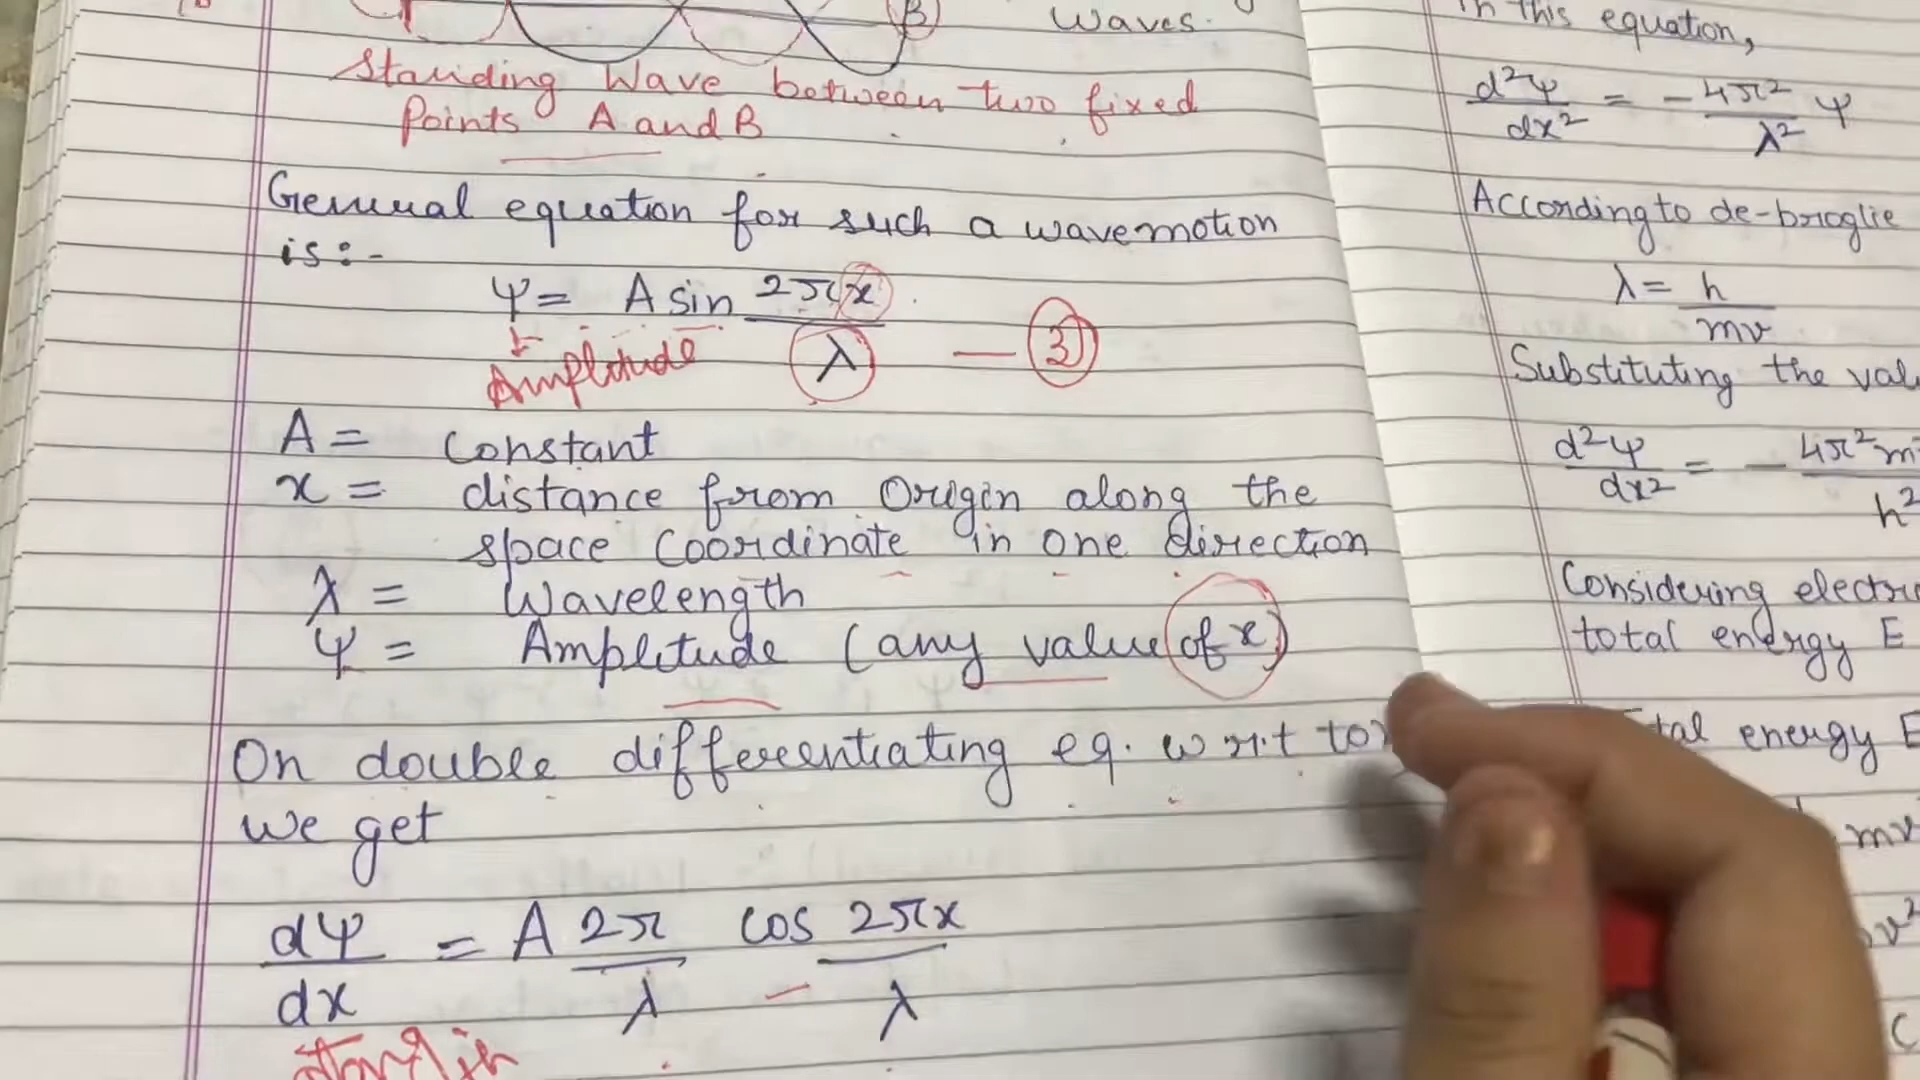 B
waves.
Standing Wave between two fixed
Points A and B
General equation for such a wave motion
is :-
ψ = A sin 2πx
λ — 3
Amplitude
A = Constant
x = distance from Origin along the
space Coordinate in one direction
λ = Wavelength
ψ = Amplitude (any value of x)
On double differentiating eq. w.r.t to
we get
dψ = A 2π cos 2πx
dx λ λ
In this equation,
d²ψ = - 4π² ψ
dx² λ²
According to de-broglie
λ = h
mv
Substituting the
d²ψ = - 4π²m
dx² h²
Considering
total energy E
energy E
mv
v²